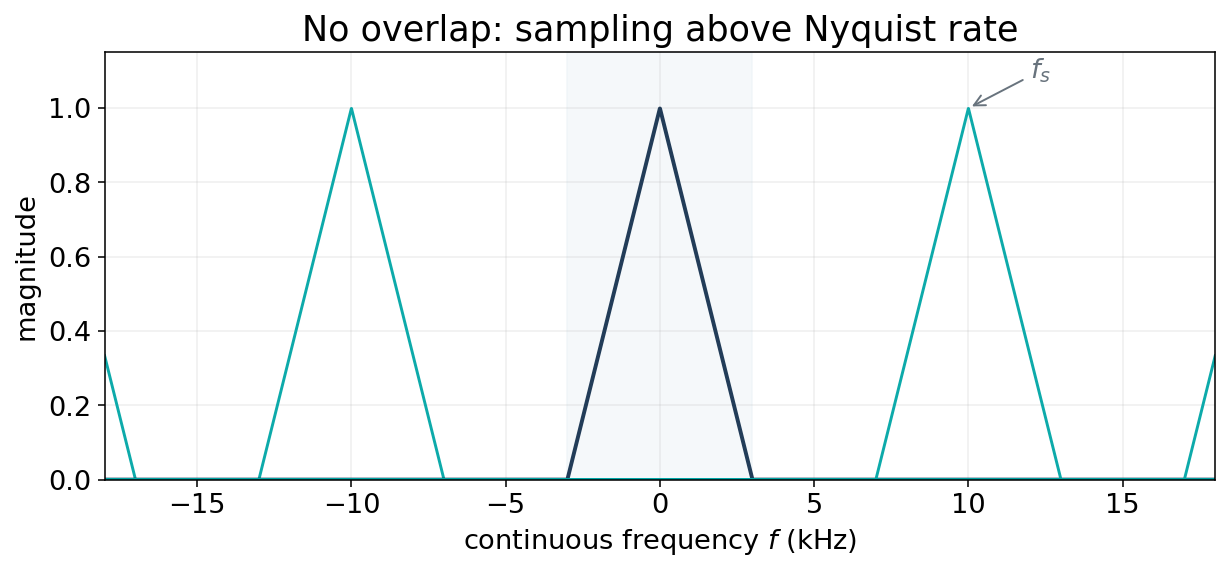 No overlap: sampling above Nyquist rate
fs
magnitude
1.0
0.8
0.6
0.4
0.2
0.0
−15 −10 −5 0 5 10 15
continuous frequency f (kHz)